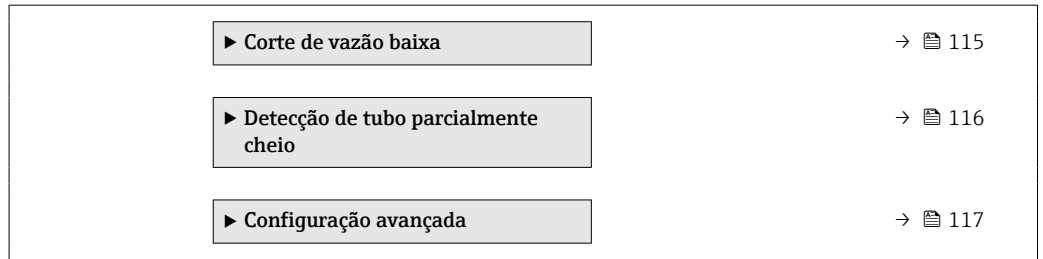 ▶ Corte de vazão baixa → 🖹 115
▶ Detecção de tubo parcialmente → 🖹 116
cheio
▶ Configuração avançada → 🖹 117